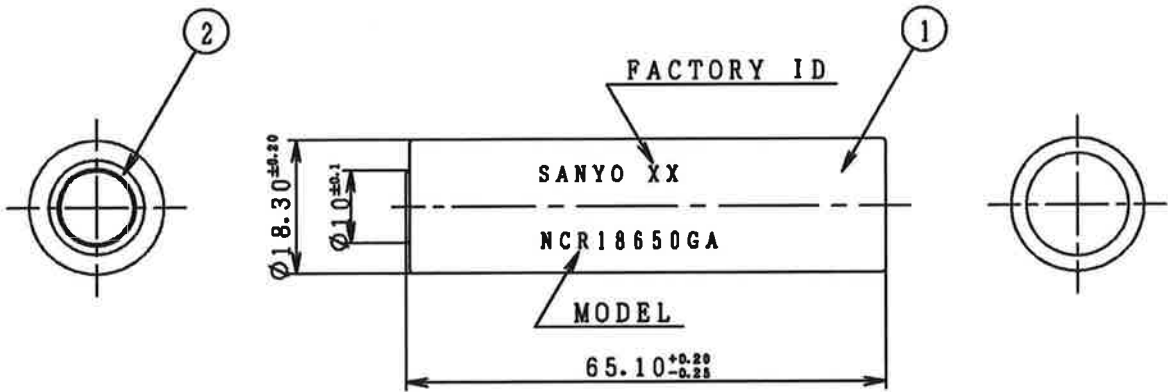 2
1
FACTORY ID
SANYO XX
NCR18650GA
MODEL
Ø18.30±0.20
Ø10±0.1
65.10+0.20
-0.25